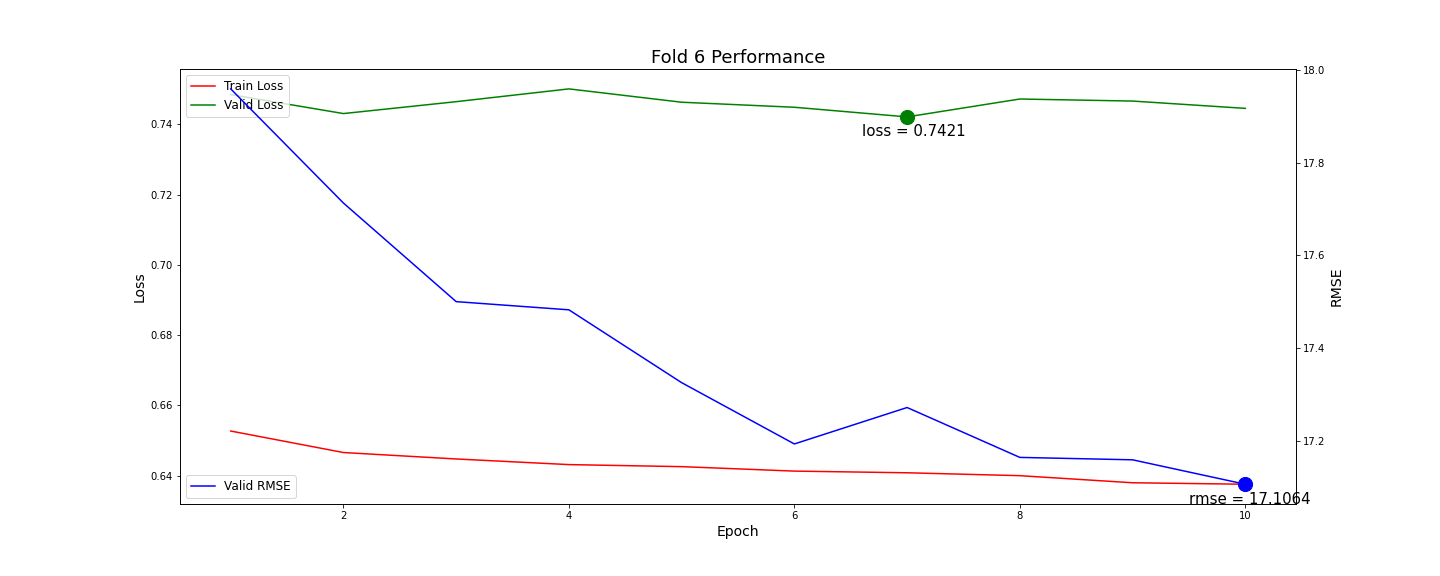 Fold 6 Performance
Train Loss
Valid Loss
Valid RMSE
loss = 0.7421
rmse = 17.1064
Loss
0.74
0.72
0.70
0.68
0.66
0.64
RMSE
18.0
17.8
17.6
17.4
17.2
2
4
6
8
10
Epoch